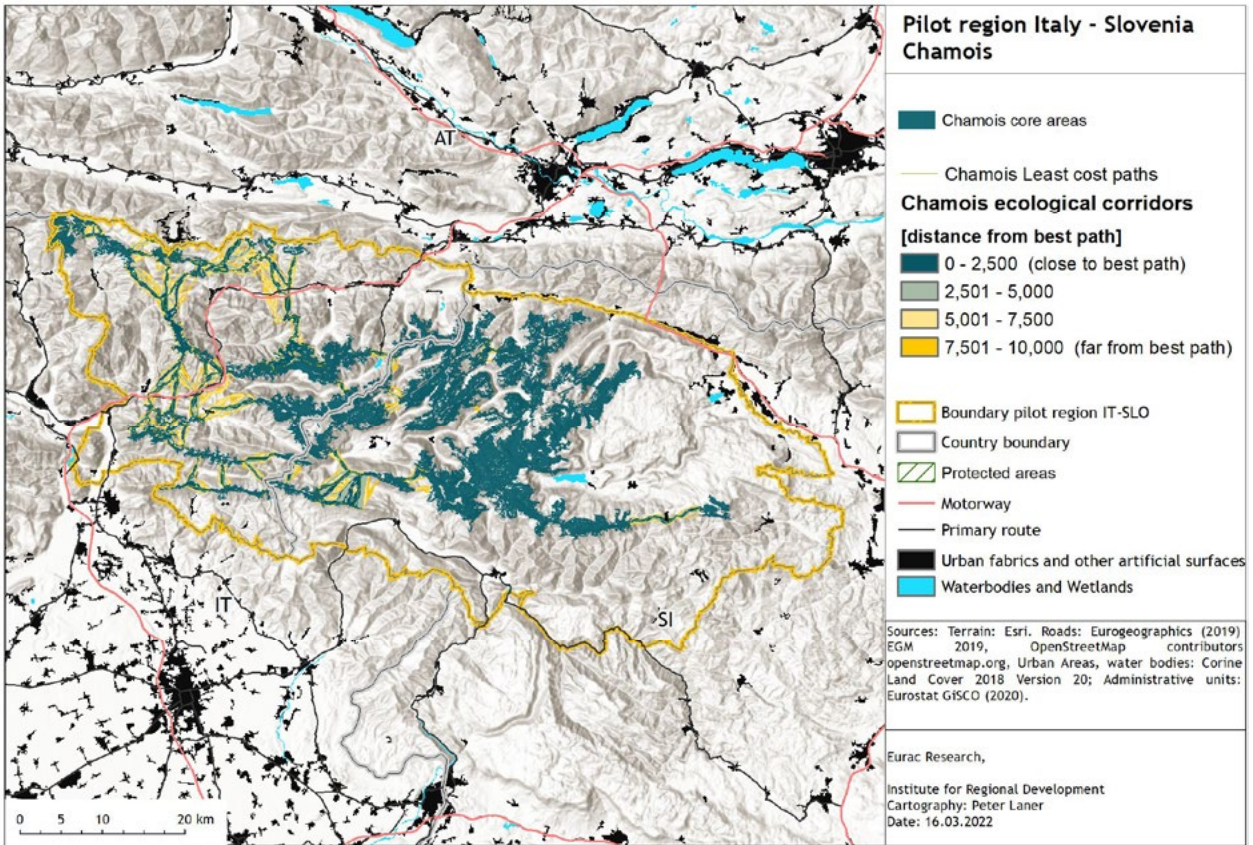 Pilot region Italy - Slovenia
Chamois
Chamois core areas
Chamois Least cost paths
Chamois ecological corridors
[distance from best path]
0 - 2,500 (close to best path)
2,501 - 5,000
5,001 - 7,500
7,501 - 10,000 (far from best path)
Boundary pilot region IT-SLO
Country boundary
Protected areas
Motorway
Primary route
Urban fabrics and other artificial surfaces
Waterbodies and Wetlands
Sources: Terrain: Esri. Roads: Eurogeographics (2019)
EGM 2019, OpenStreetMap contributors
openstreetmap.org, Urban Areas, water bodies: Corine
Land Cover 2018 Version 20; Administrative units:
Eurostat GiSCO (2020).
Eurac Research,
Institute for Regional Development
Cartography: Peter Laner
Date: 16.03.2022
AT
IT
SI
0 5 10 20 km